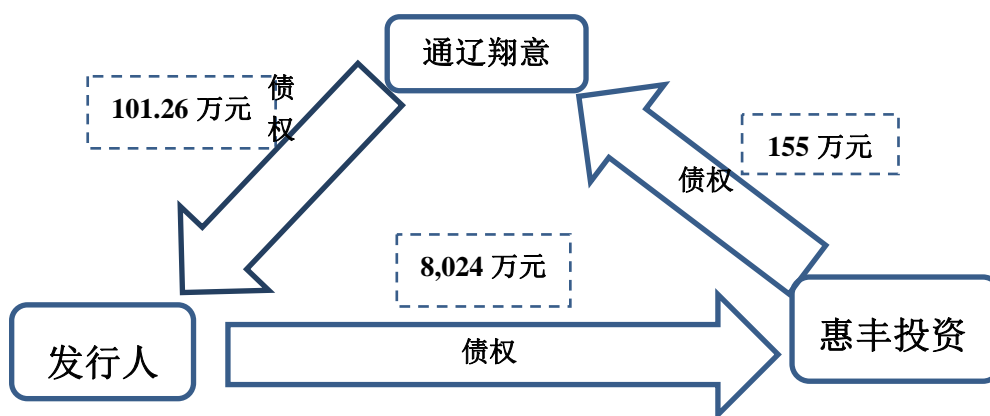 通辽翔意
101.26 万元
债权
155 万元
债权
8,024 万元
发行人
债权
惠丰投资